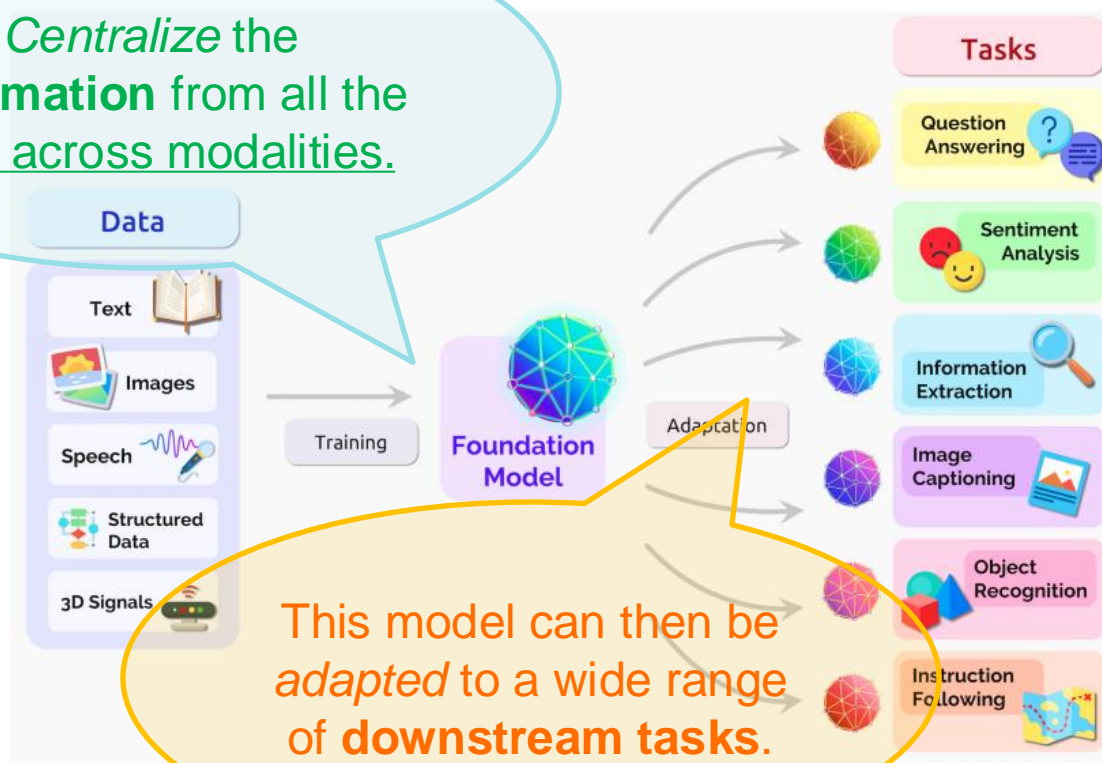 Centralize the
mation from all the
across modalities.
Data
Text
Images
Speech
Structured
Data
3D Signals
Training
Foundation
Model
Adaptation
Tasks
Question
Answering
?
Sentiment
Analysis
Information
Extraction
Image
Captioning
Object
Recognition
Instruction
Following
This model can then be
adapted to a wide range
of downstream tasks.